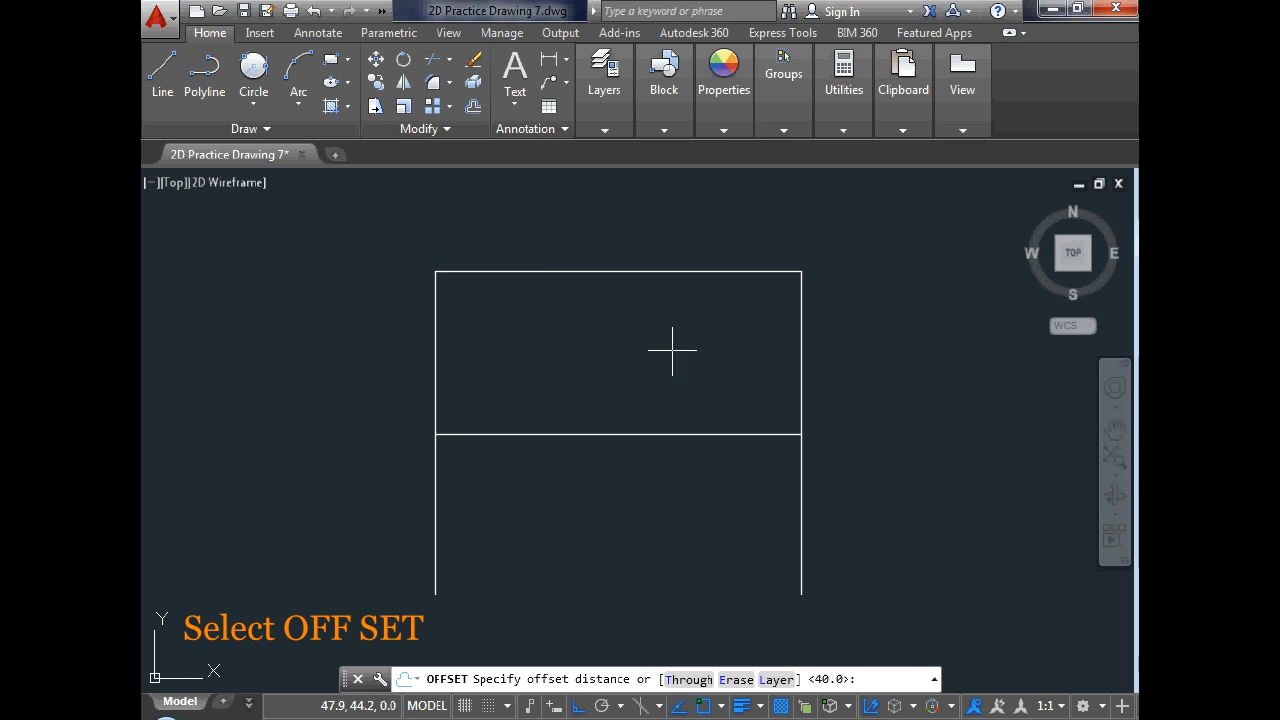 2D Practice Drawing 7.dwg
Type a keyword or phrase
Sign In
Home Insert Annotate Parametric View Manage Output Add-ins Autodesk 360 Express Tools BIM 360 Featured Apps
Line Polyline Circle Arc
Text
Layers Block Properties Groups Utilities Clipboard View
Draw Modify Annotation
2D Practice Drawing 7*
[−][Top][2D Wireframe]
N
W TOP E
S
WCS
Y
Select OFF SET
X
OFFSET Specify offset distance or [Through Erase Layer] <40.0>:
Model
47.9, 44.2, 0.0 MODEL
1:1